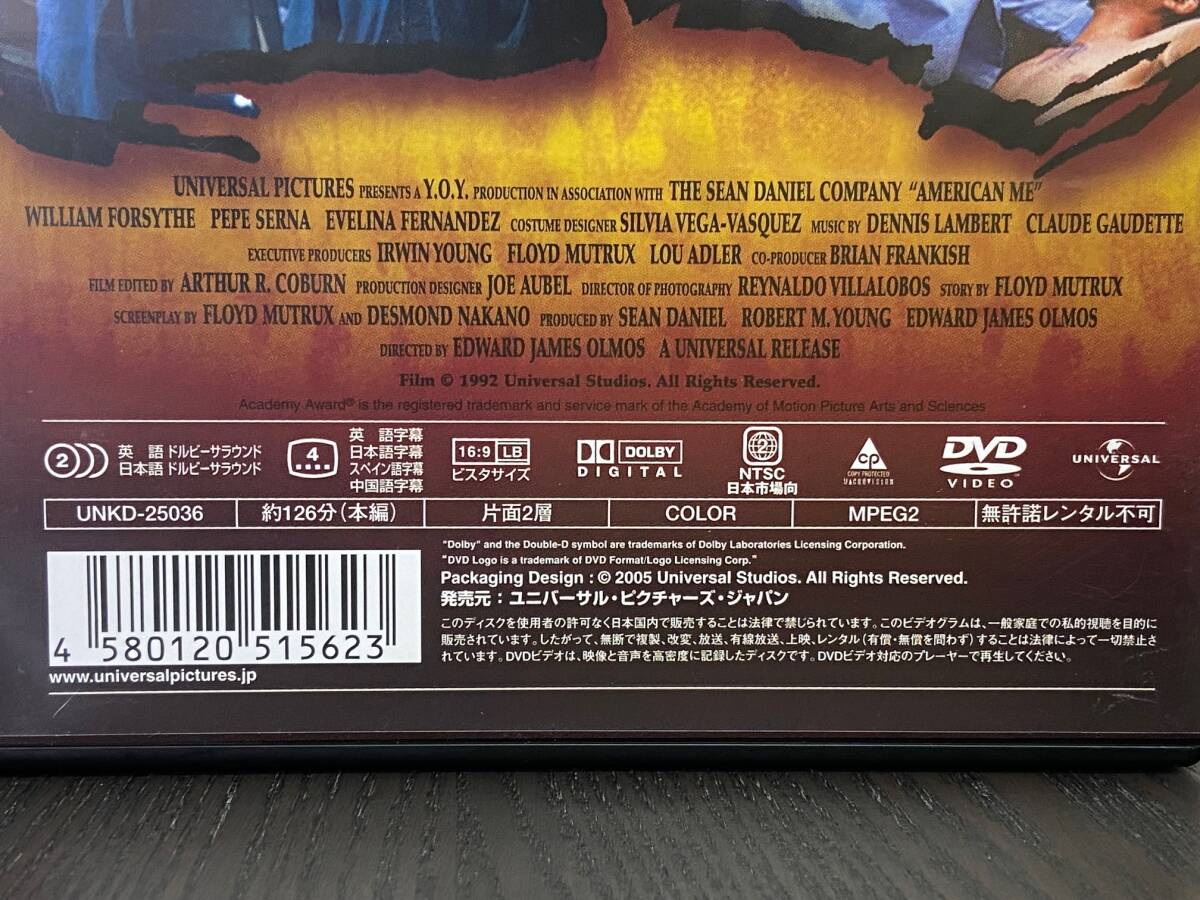 UNIVERSAL PICTURES PRESENTS A Y.O.Y. PRODUCTION IN ASSOCIATION WITH THE SEAN DANIEL COMPANY "AMERICAN ME"
WILLIAM FORSYTHE PEPE SERNA EVELINA FERNANDEZ COSTUME DESIGNER SILVIA VEGA-VASQUEZ MUSIC BY DENNIS LAMBERT CLAUDE GAUDETTE
EXECUTIVE PRODUCERS IRWIN YOUNG FLOYD MUTRUX LOU ADLER CO-PRODUCER BRIAN FRANKISH
FILM EDITED BY ARTHUR R. COBURN PRODUCTION DESIGNER JOE AUBEL DIRECTOR OF PHOTOGRAPHY REYNALDO VILLALOBOS STORY BY FLOYD MUTRUX
SCREENPLAY BY FLOYD MUTRUX AND DESMOND NAKANO PRODUCED BY SEAN DANIEL ROBERT M. YOUNG EDWARD JAMES OLMOS
DIRECTED BY EDWARD JAMES OLMOS A UNIVERSAL RELEASE
Film © 1992 Universal Studios. All Rights Reserved.
Academy Award® is the registered trademark and service mark of the Academy of Motion Picture Arts and Sciences
2
英語 ドルビーサラウンド
日本語 ドルビーサラウンド
4
英語字幕
日本語字幕
スペイン語字幕
中国語字幕
16:9 LB
ビスタサイズ
DOLBY
DIGITAL
2
NTSC
日本市場向
CP
COPY PROTECTED
MACROVISION
DVD
VIDEO
UNIVERSAL
UNKD-25036 約126分(本編) 片面2層 COLOR MPEG2 無許諾レンタル不可
"Dolby" and the Double-D symbol are trademarks of Dolby Laboratories Licensing Corporation.
"DVD Logo is a trademark of DVD Format/Logo Licensing Corp."
Packaging Design : © 2005 Universal Studios. All Rights Reserved.
発売元：ユニバーサル・ピクチャーズ・ジャパン
このディスクを使用者の許可なく日本国内で販売することは法律で禁じられています。このビデオグラムは、一般家庭での私的視聴を目的に
販売されています。したがって、無断で複製、改変、放送、有線放送、上映、レンタル(有償・無償を問わず)することは法律によって一切禁止さ
れています。DVDビデオは、映像と音声を高密度に記録したディスクです。DVDビデオ対応のプレーヤーで再生してください。
4 580120 515623
www.universalpictures.jp